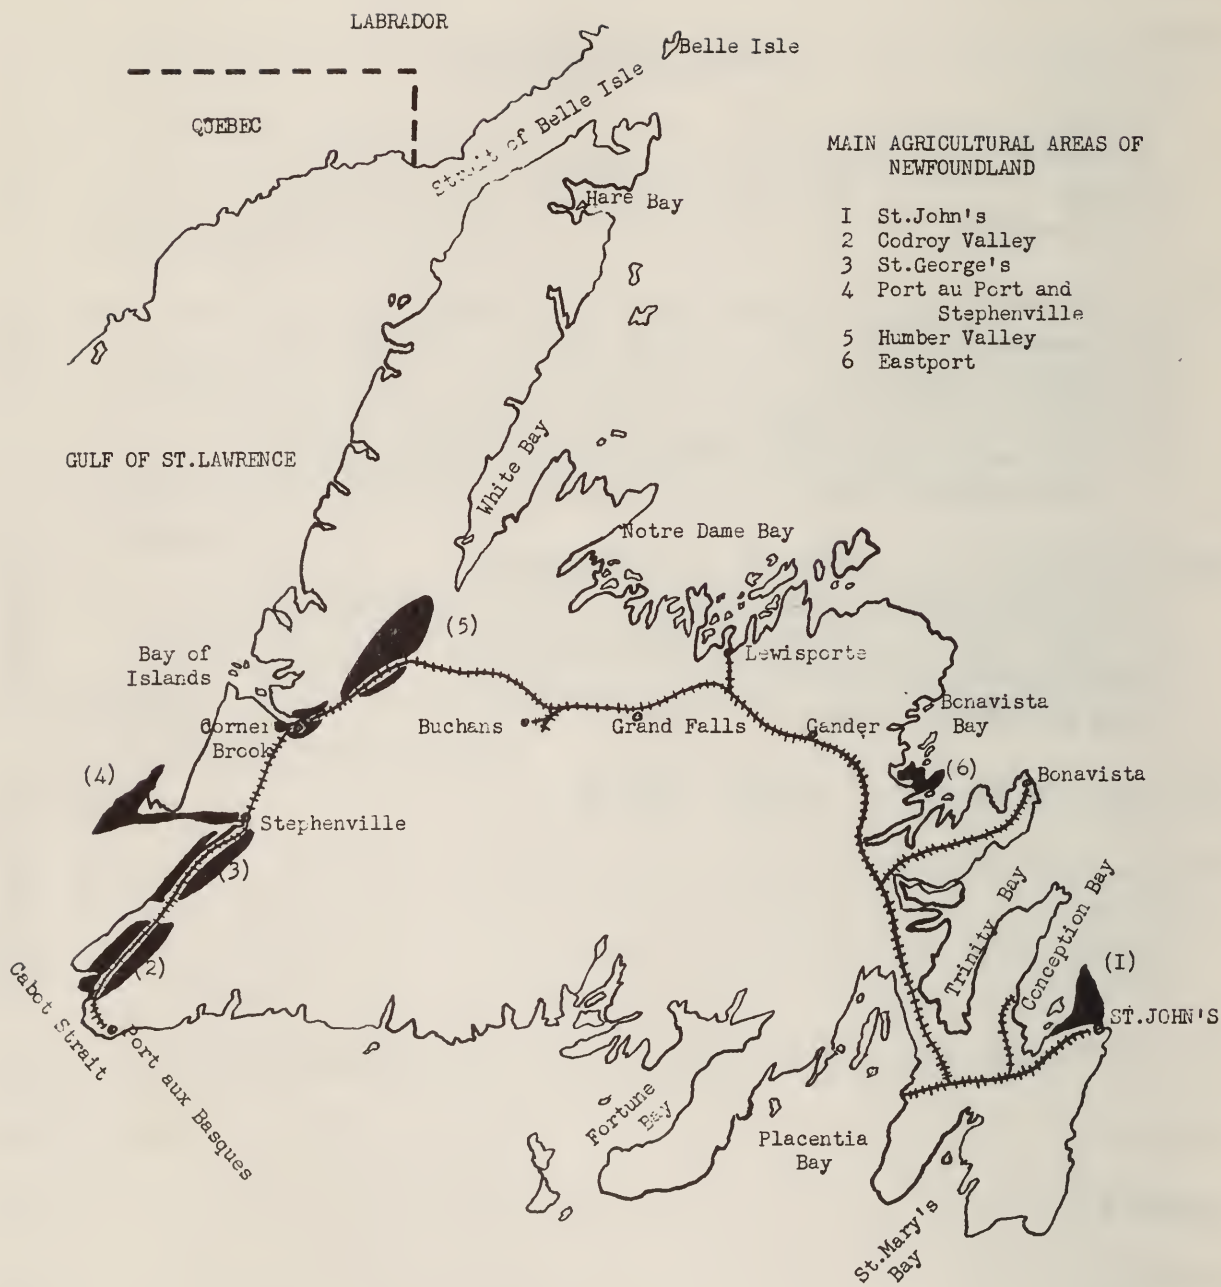 LABRADOR
Belle Isle
QUEBEC
Strait of Belle Isle
MAIN AGRICULTURAL AREAS OF
NEWFOUNDLAND
I St.John's
2 Codroy Valley
3 St.George's
4 Port au Port and
Stephenville
5 Humber Valley
6 Eastport
Hare Bay
GULF OF ST.LAWRENCE
White Bay
Notre Dame Bay
(5)
Bay of
Islands
Lewisporte
Corner
Brook
Buchans
Grand Falls
Gander
Bonavista
Bay
(4)
(6)
Bonavista
Stephenville
(3)
Trinity Bay
Conception Bay
(2)
(I)
ST.JOHN'S
Cabot Strait
Port aux Basques
Fortune
Bay
Placentia
Bay
St.Mary's
Bay